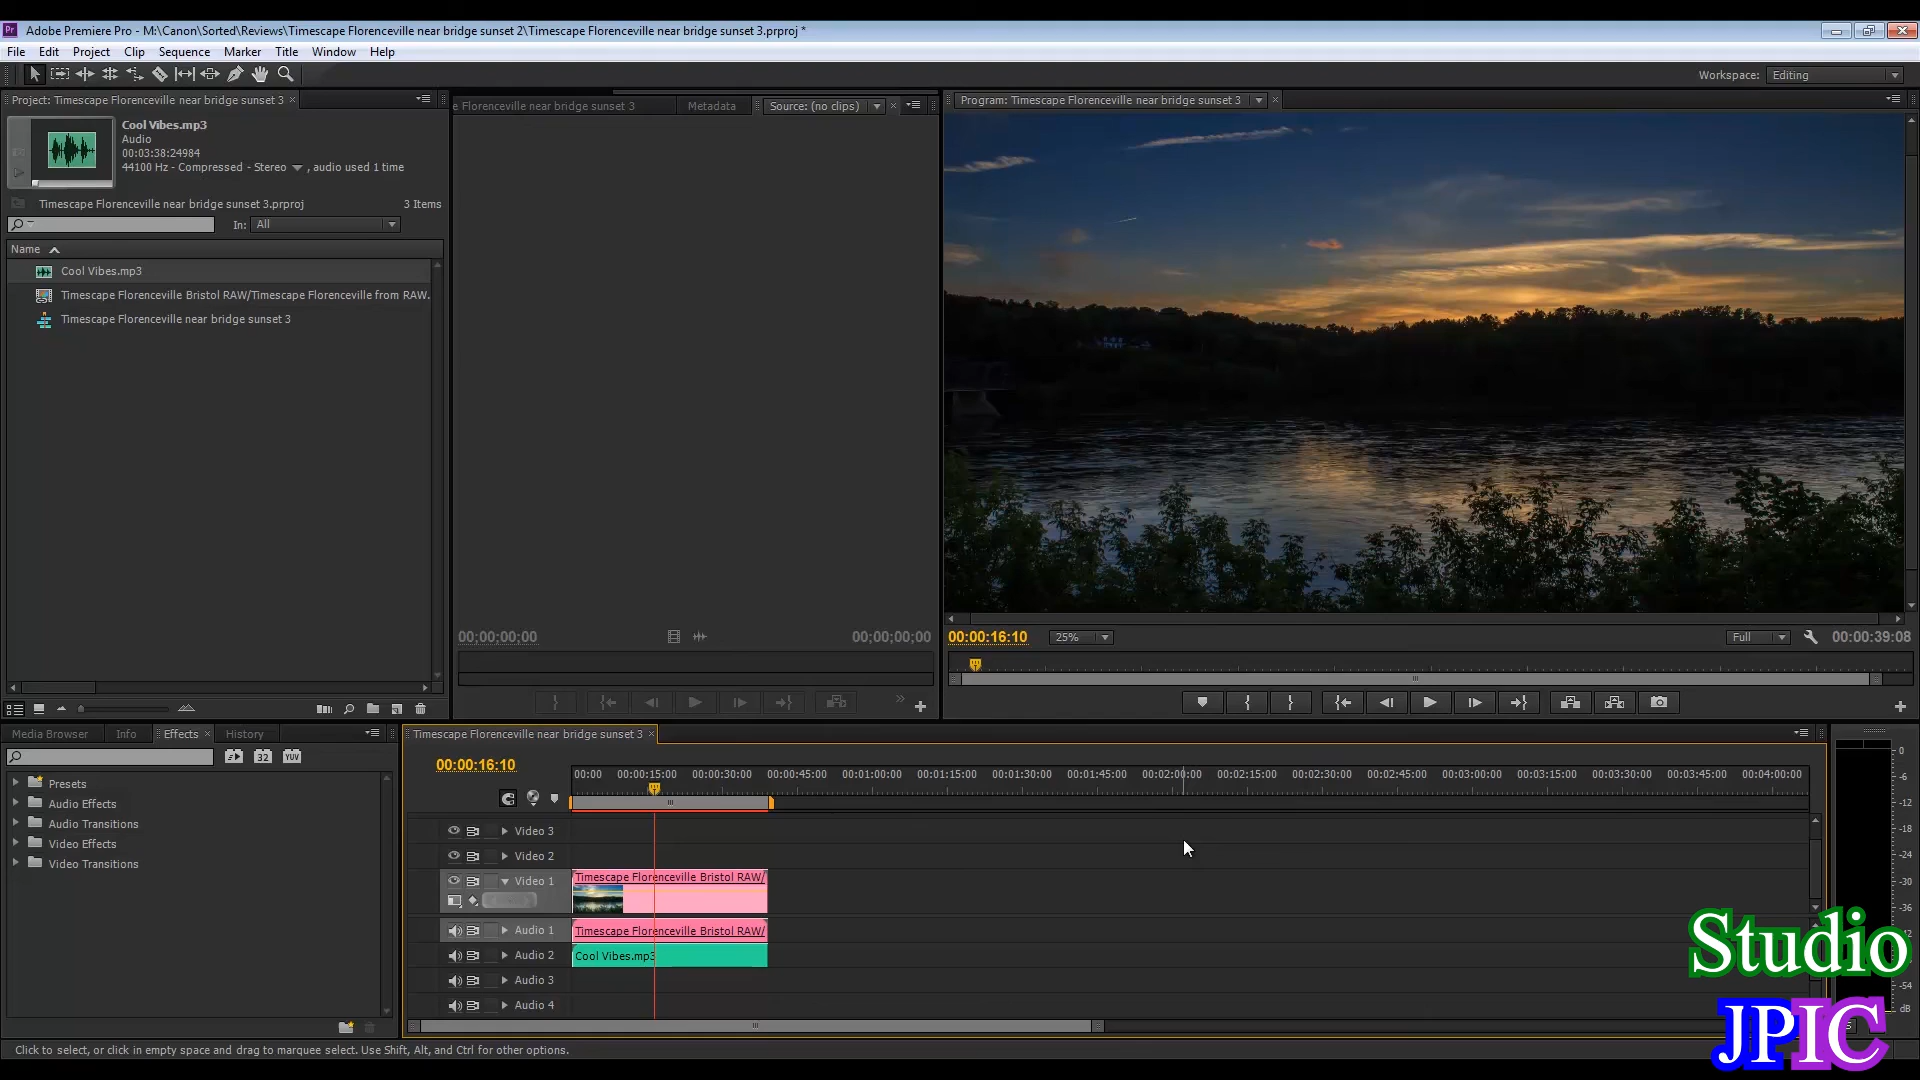 Pr Adobe Premiere Pro - M:\Canon\Sorted\Reviews\Timescape Florenceville near bridge sunset 2\Timescape Florenceville near bridge sunset 3.prproj *
File Edit Project Clip Sequence Marker Title Window Help
Workspace: Editing
Project: Timescape Florenceville near bridge sunset 3
Cool Vibes.mp3
Audio
00:03:38:24984
44100 Hz - Compressed - Stereo , audio used 1 time
Timescape Florenceville near bridge sunset 3.prproj 3 Items
In: All
Name
Cool Vibes.mp3
Timescape Florenceville Bristol RAW/Timescape Florenceville from RAW.
Timescape Florenceville near bridge sunset 3
e Florenceville near bridge sunset 3 Metadata Source: (no clips)
00;00;00;00 00;00;00;00
Program: Timescape Florenceville near bridge sunset 3
00:00:16:10 25% Full 00:00:39:08
Media Browser Info Effects History
32 YUV
Presets
Audio Effects
Audio Transitions
Video Effects
Video Transitions
Timescape Florenceville near bridge sunset 3
00:00:16:10
00:00 00:00:15:00 00:00:30:00 00:00:45:00 00:01:00:00 00:01:15:00 00:01:30:00 00:01:45:00 00:02:00:00 00:02:15:00 00:02:30:00 00:02:45:00 00:03:00:00 00:03:15:00 00:03:30:00 00:03:45:00 00:04:00:00
Video 3
Video 2
Video 1 Timescape Florenceville Bristol RAW/
Audio 1 Timescape Florenceville Bristol RAW/
Audio 2 Cool Vibes.mp3
Audio 3
Audio 4
0
-6
-12
-18
-24
-30
-36
-42
-54
dB
Studio
JPIC
Click to select, or click in empty space and drag to marquee select. Use Shift, Alt, and Ctrl for other options.